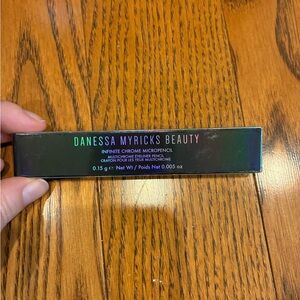 DANESSA MYRICKS BEAUTY
INFINITE CHROME MICROPENCIL
MULTICHROME EYELINER PENCIL
CRAYON POUR LES YEUX MULTICHROME
0.15 g ℮ Net Wt / Poids Net 0.005 oz